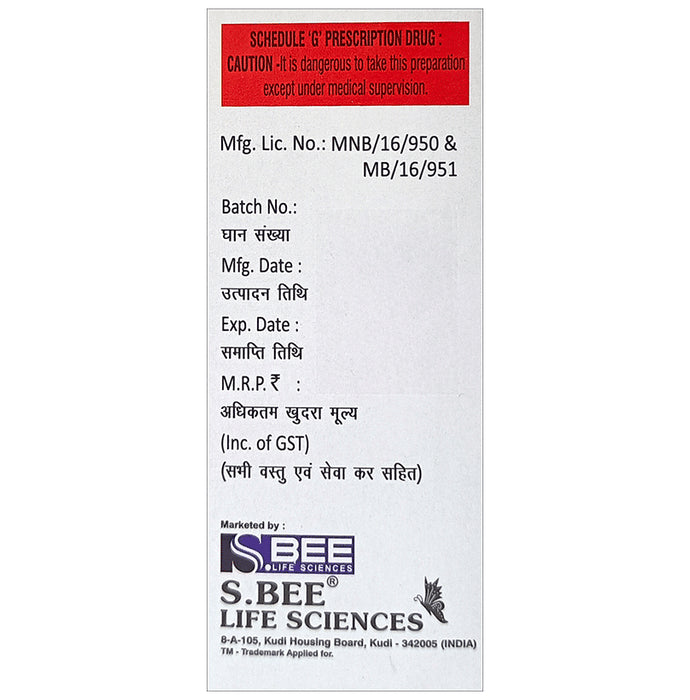 SCHEDULE 'G' PRESCRIPTION DRUG :
CAUTION -It is dangerous to take this preparation
except under medical supervision.
Mfg. Lic. No.: MNB/16/950 &
MB/16/951
Batch No.:
घान संख्या
Mfg. Date :
उत्पादन तिथि
Exp. Date :
समाप्ति तिथि
M.R.P. ₹ :
अधिकतम खुदरा मूल्य
(Inc. of GST)
(सभी वस्तु एवं सेवा कर सहित)
Marketed by :
S.BEE
LIFE SCIENCES
S.BEE®
LIFE SCIENCES
8-A-105, Kudi Housing Board, Kudi - 342005 (INDIA)
TM - Trademark Applied for.